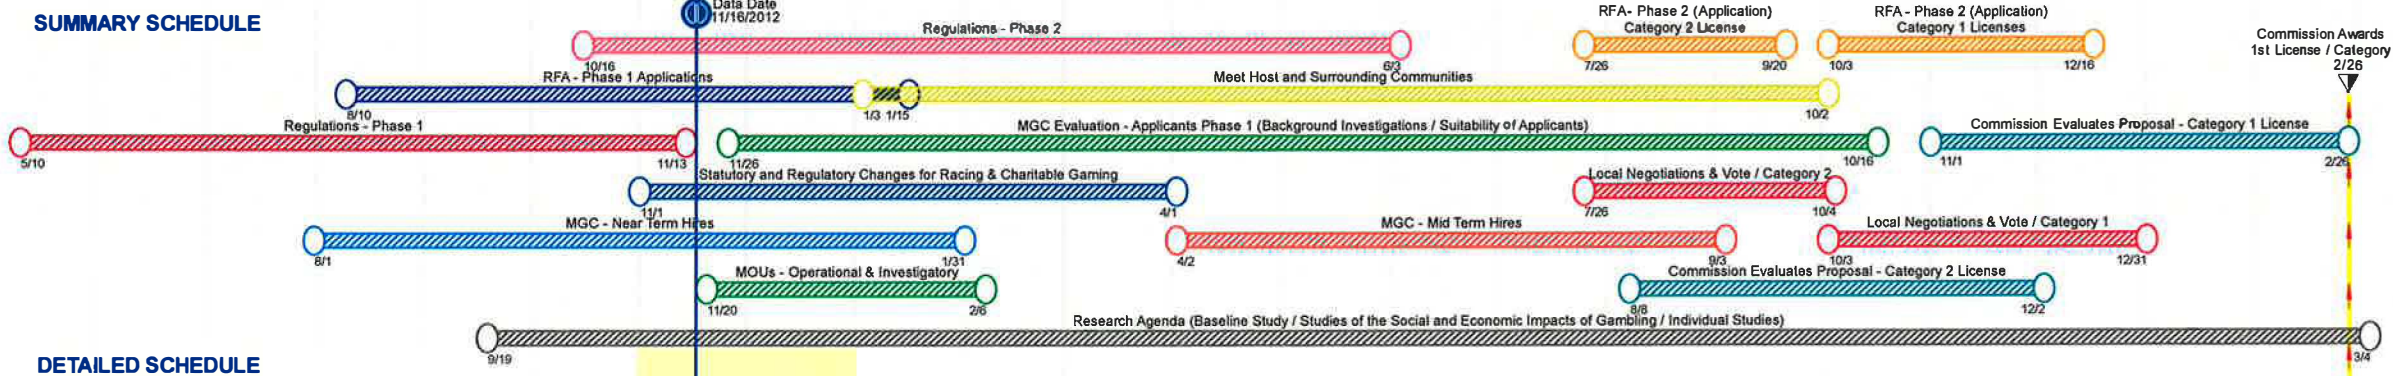 SUMMARY SCHEDULE
Data Date
11/16/2012
Regulations - Phase 2
10/16
6/3
RFA- Phase 2 (Application)
Category 2 License
7/26
9/20
RFA - Phase 2 (Application)
Category 1 Licenses
10/3
12/16
Commission Awards
1st License / Category
2/26
RFA - Phase 1 Applications
8/10
1/3 1/15
Meet Host and Surrounding Communities
10/2
Regulations - Phase 1
5/10
11/13
MGC Evaluation - Applicants Phase 1 (Background Investigations / Suitability of Applicants)
11/26
10/16
Commission Evaluates Proposal - Category 1 License
11/1
2/26
Statutory and Regulatory Changes for Racing & Charitable Gaming
11/1
4/1
Local Negotiations & Vote / Category 2
7/26
10/4
MGC - Near Term Hires
8/1
1/31
MGC - Mid Term Hires
4/2
9/3
Local Negotiations & Vote / Category 1
10/3
12/31
MOUs - Operational & Investigatory
11/20
2/6
Commission Evaluates Proposal - Category 2 License
8/8
12/2
Research Agenda (Baseline Study / Studies of the Social and Economic Impacts of Gambling / Individual Studies)
9/19
3/4
DETAILED SCHEDULE